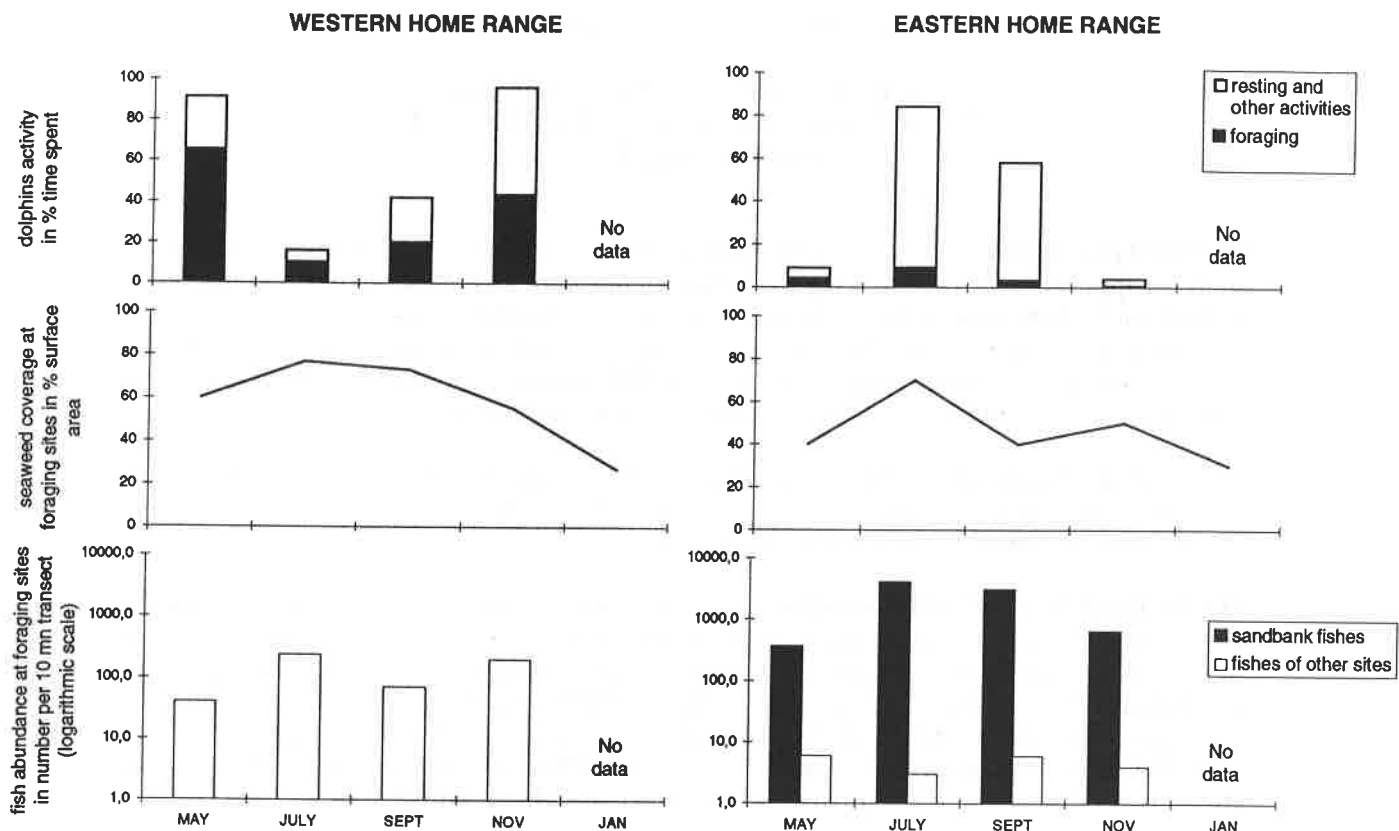 WESTERN HOME RANGE
EASTERN HOME RANGE
dolphins activity
in % time spent
100
80
60
40
20
0
No
data
100
80
60
40
20
0
No
data
resting and
other activities
foraging
seaweed coverage at
foraging sites in % surface
area
100
80
60
40
20
0
100
80
60
40
20
0
fish abundance at foraging sites
in number per 10 mn transect
(logarithmic scale)
10000,0
1000,0
100,0
10,0
1,0
No
data
MAY
JULY
SEPT
NOV
JAN
10000,0
1000,0
100,0
10,0
1,0
No
data
MAY
JULY
SEPT
NOV
JAN
sandbank fishes
fishes of other sites